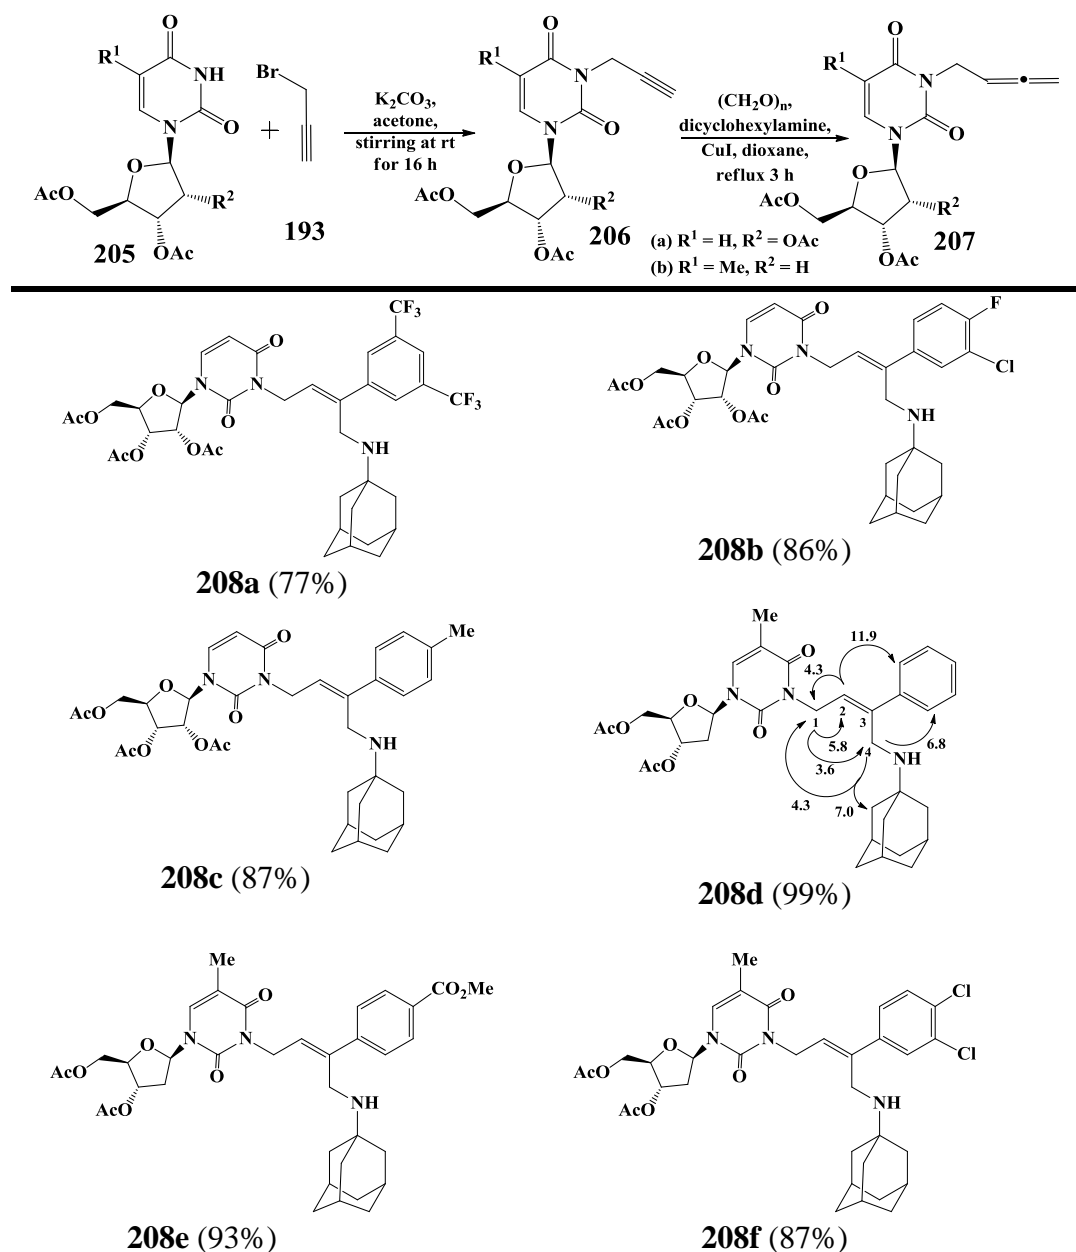 O
R¹
NH
N
O
O
AcO
R²
OAc
205
+
Br
193
K₂CO₃,
acetone,
stirring at rt
for 16 h
O
R¹
N
N
O
O
AcO
R²
OAc
206
(CH₂O)ₙ,
dicyclohexylamine,
CuI, dioxane,
reflux 3 h
(a) R¹ = H, R² = OAc
(b) R¹ = Me, R² = H
O
R¹
N
N
O
O
AcO
R²
OAc
207
CF₃
O
N
N
O
CF₃
O
AcO
AcO
OAc
NH
208a (77%)
O
F
N
N
Cl
O
O
AcO
AcO
OAc
NH
208b (86%)
O
Me
N
N
O
O
AcO
AcO
OAc
NH
208c (87%)
Me
11.9
O
4.3
N
N
O
O
1
2
3
4
AcO
5.8
6.8
3.6
NH
AcO
4.3
7.0
208d (99%)
Me
O
CO₂Me
N
N
O
O
AcO
AcO
NH
208e (93%)
Me
O
Cl
N
N
Cl
O
O
AcO
AcO
NH
208f (87%)